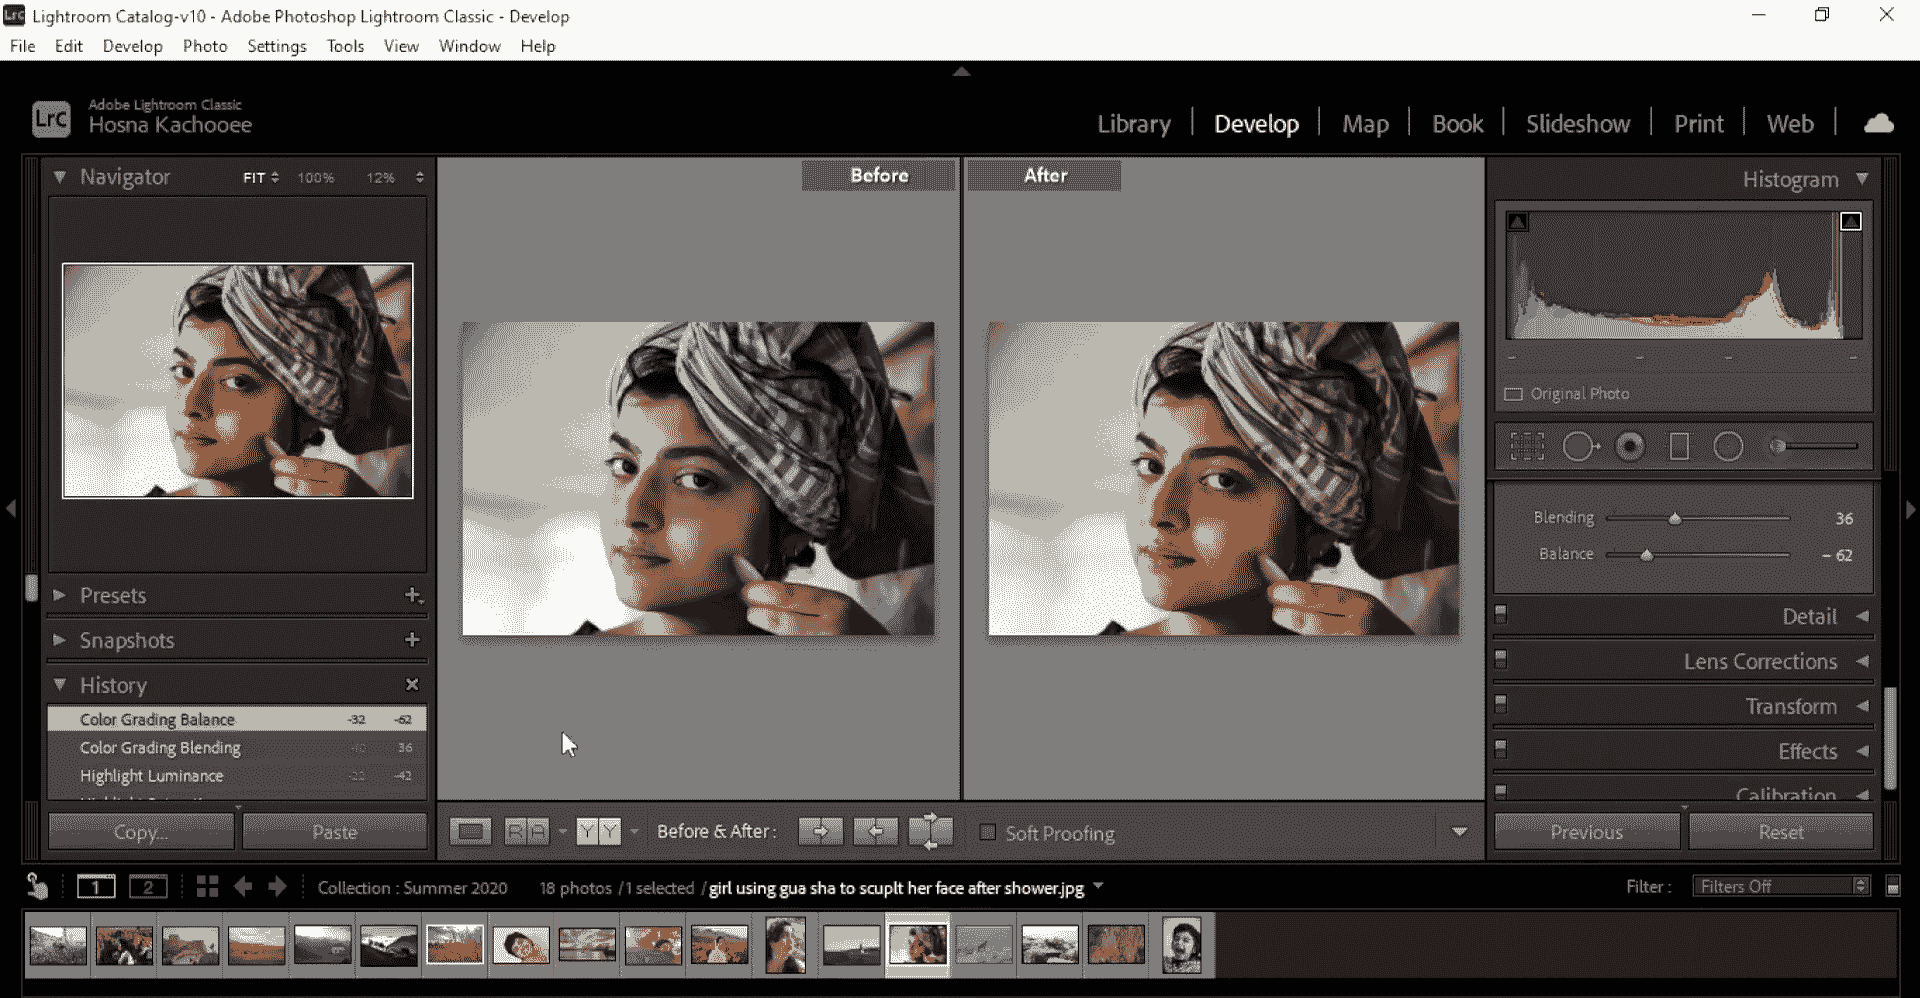 Lrc Lightroom Catalog-v10 - Adobe Photoshop Lightroom Classic - Develop
File Edit Develop Photo Settings Tools View Window Help
Lrc Adobe Lightroom Classic
Hosna Kachooee
Library Develop Map Book Slideshow Print Web
Navigator FIT 100% 12%
Before After
Histogram
Original Photo
Blending 36
Balance - 62
Presets
Snapshots
History
Color Grading Balance -32 -62
Color Grading Blending 36
Highlight Luminance -22 -42
Detail
Lens Corrections
Transform
Effects
Calibration
Copy... Paste
R A Y Y Before & After : Soft Proofing
Previous Reset
1 2 Collection : Summer 2020 18 photos /1 selected /girl using gua sha to scuplt her face after shower.jpg
Filter : Filters Off